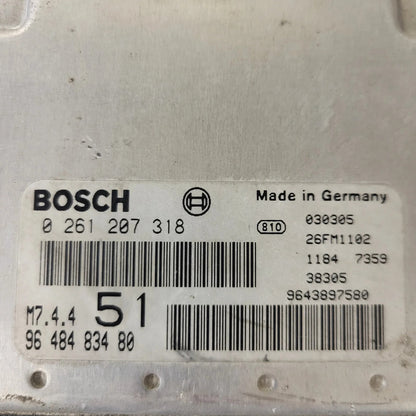 BOSCH
Made in Germany
0 261 207 318
810
030305
26FM1102
1184 7359
38305
9643897580
M7.4.4 51
96 484 834 80